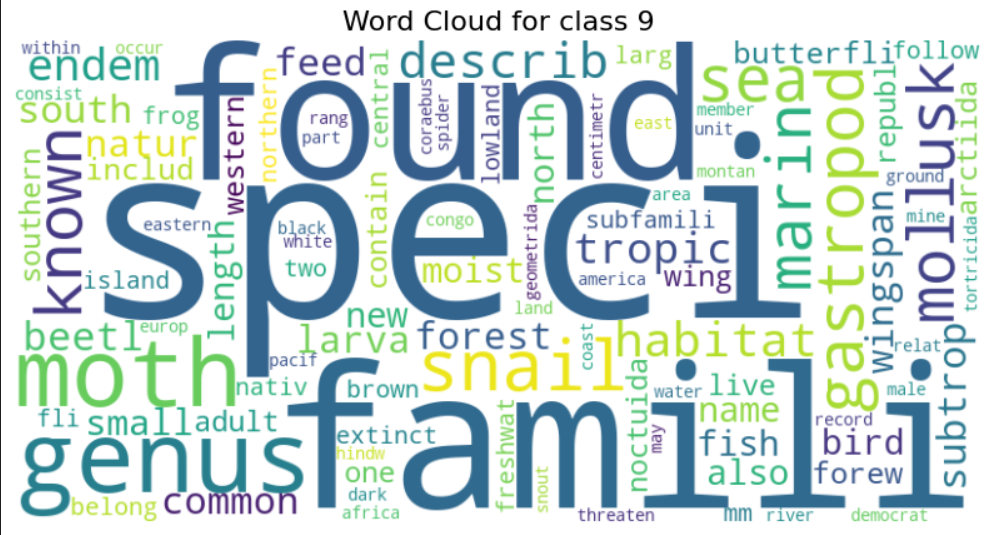 Word Cloud for class 9
within
occur
endem
feed
describ
larg
butterfli
follow
consist
south
frog
northern
found
rang
part
central
coraebus
spider
lowland
north
centimetr
east
sea
member
unit
gastropod
republ
mollusk
arctiida
known
natur
includ
western
montan
marin
ground
southern
speci
eastern
black
white
two
contain
congo
moist
geometrida
area
subfamili
tropic
america
wing
land
wingspan
mine
tortricida
island
length
beetl
europ
new
larva
forest
coast
habitat
relat
moth
pacif
nativ
brown
snail
water
live
male
subtrop
fli
small
adult
famili
name
record
genus
extinct
hindw
one
dark
africa
freshwat
snout
noctuida
may
fish
also
bird
forew
belong
common
threaten
mm
river
democrat